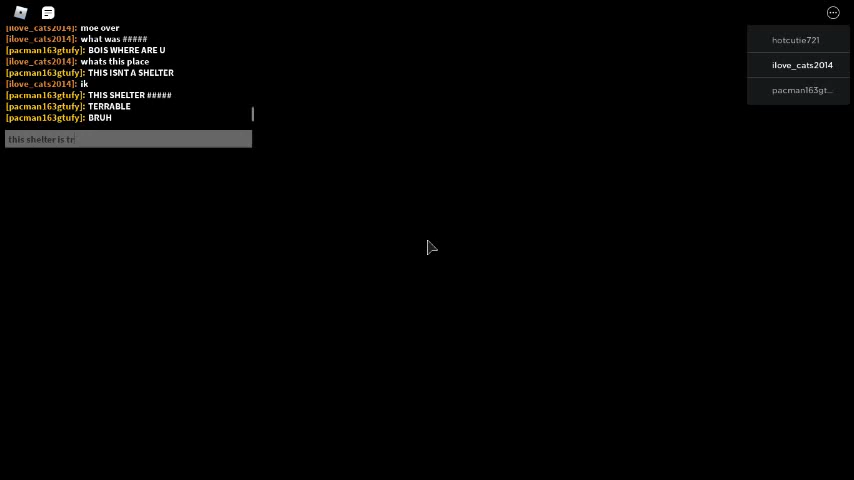 [ilove_cats2014]: moe over
[ilove_cats2014]: what was #####
[pacman163gtufy]: BOIS WHERE ARE U
[ilove_cats2014]: whats this place
[pacman163gtufy]: THIS ISNT A SHELTER
[ilove_cats2014]: ik
[pacman163gtufy]: THIS SHELTER #####
[pacman163gtufy]: TERRABLE
[pacman163gtufy]: BRUH
this shelter is tr
hotcutie721
ilove_cats2014
pacman163gt...